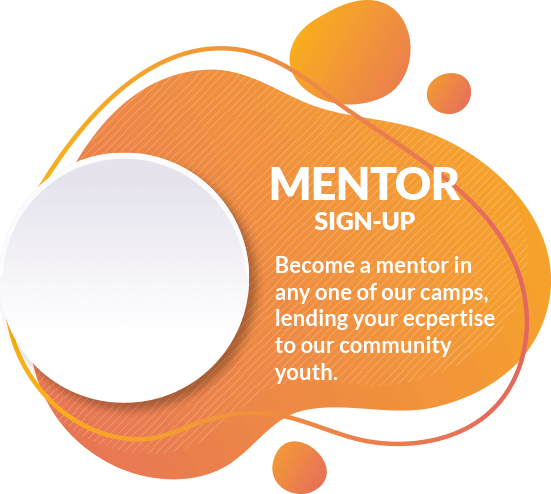 MENTOR
SIGN-UP
Become a mentor in
any one of our camps,
lending your ecpertise
to our community
youth.